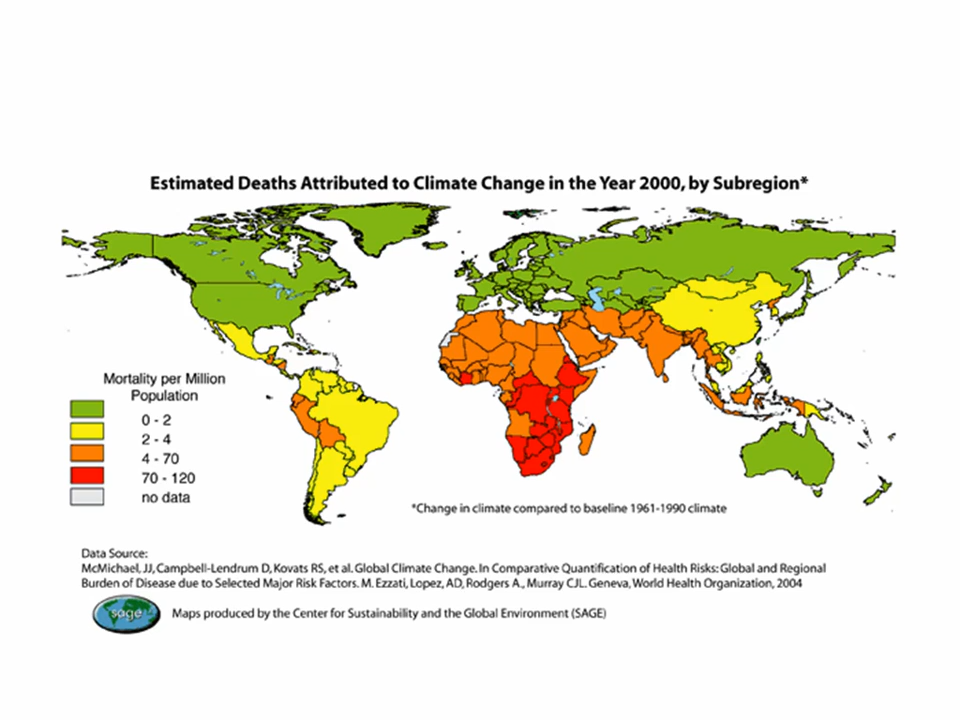 Estimated Deaths Attributed to Climate Change in the Year 2000, by Subregion*
Mortality per Million
Population
0 - 2
2 - 4
4 - 70
70 - 120
no data
*Change in climate compared to baseline 1961-1990 climate
Data Source:
McMichael, JJ, Campbell-Lendrum D, Kovats RS, et al. Global Climate Change. In Comparative Quantification of Health Risks: Global and Regional
Burden of Disease due to Selected Major Risk Factors. M. Ezzati, Lopez, AD, Rodgers A., Murray CJL. Geneva, World Health Organization, 2004
sage
Maps produced by the Center for Sustainability and the Global Environment (SAGE)